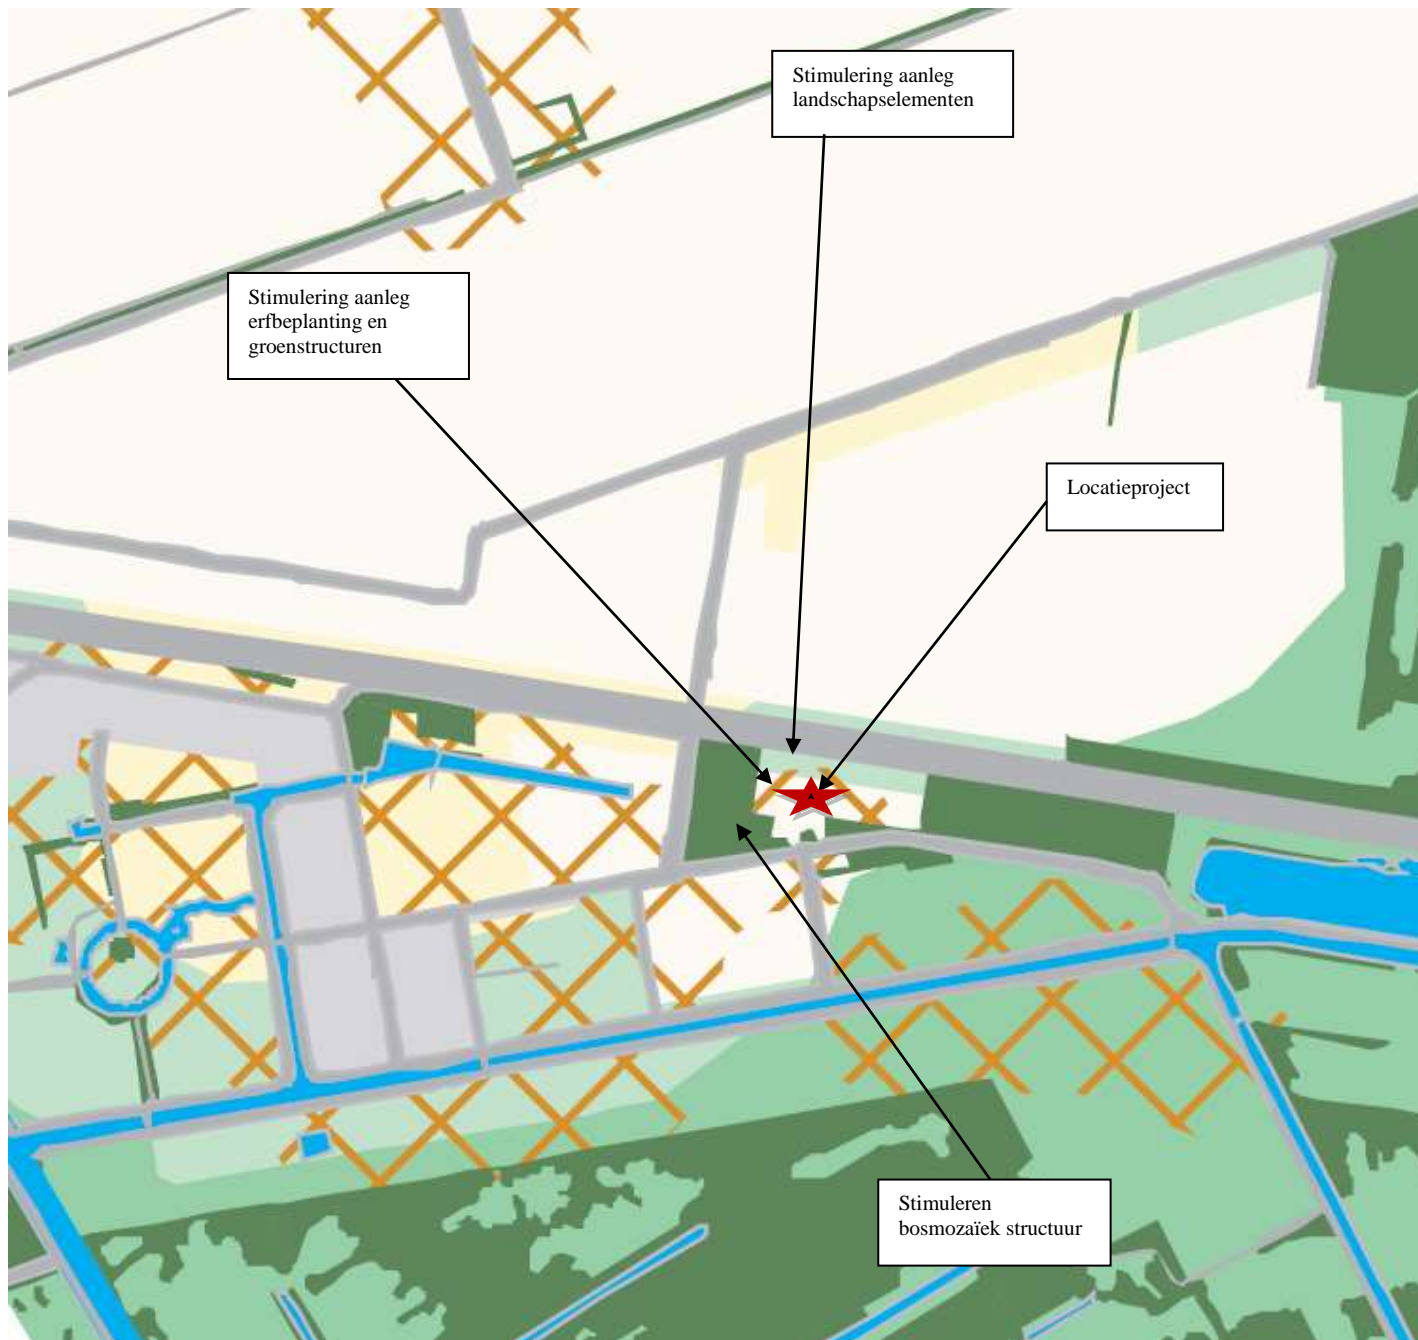 Stimulering aanleg
landschapselementen
Stimulering aanleg
erfbeplanting en
groenstructuren
Locatieproject
Stimuleren
bosmozaïek structuur